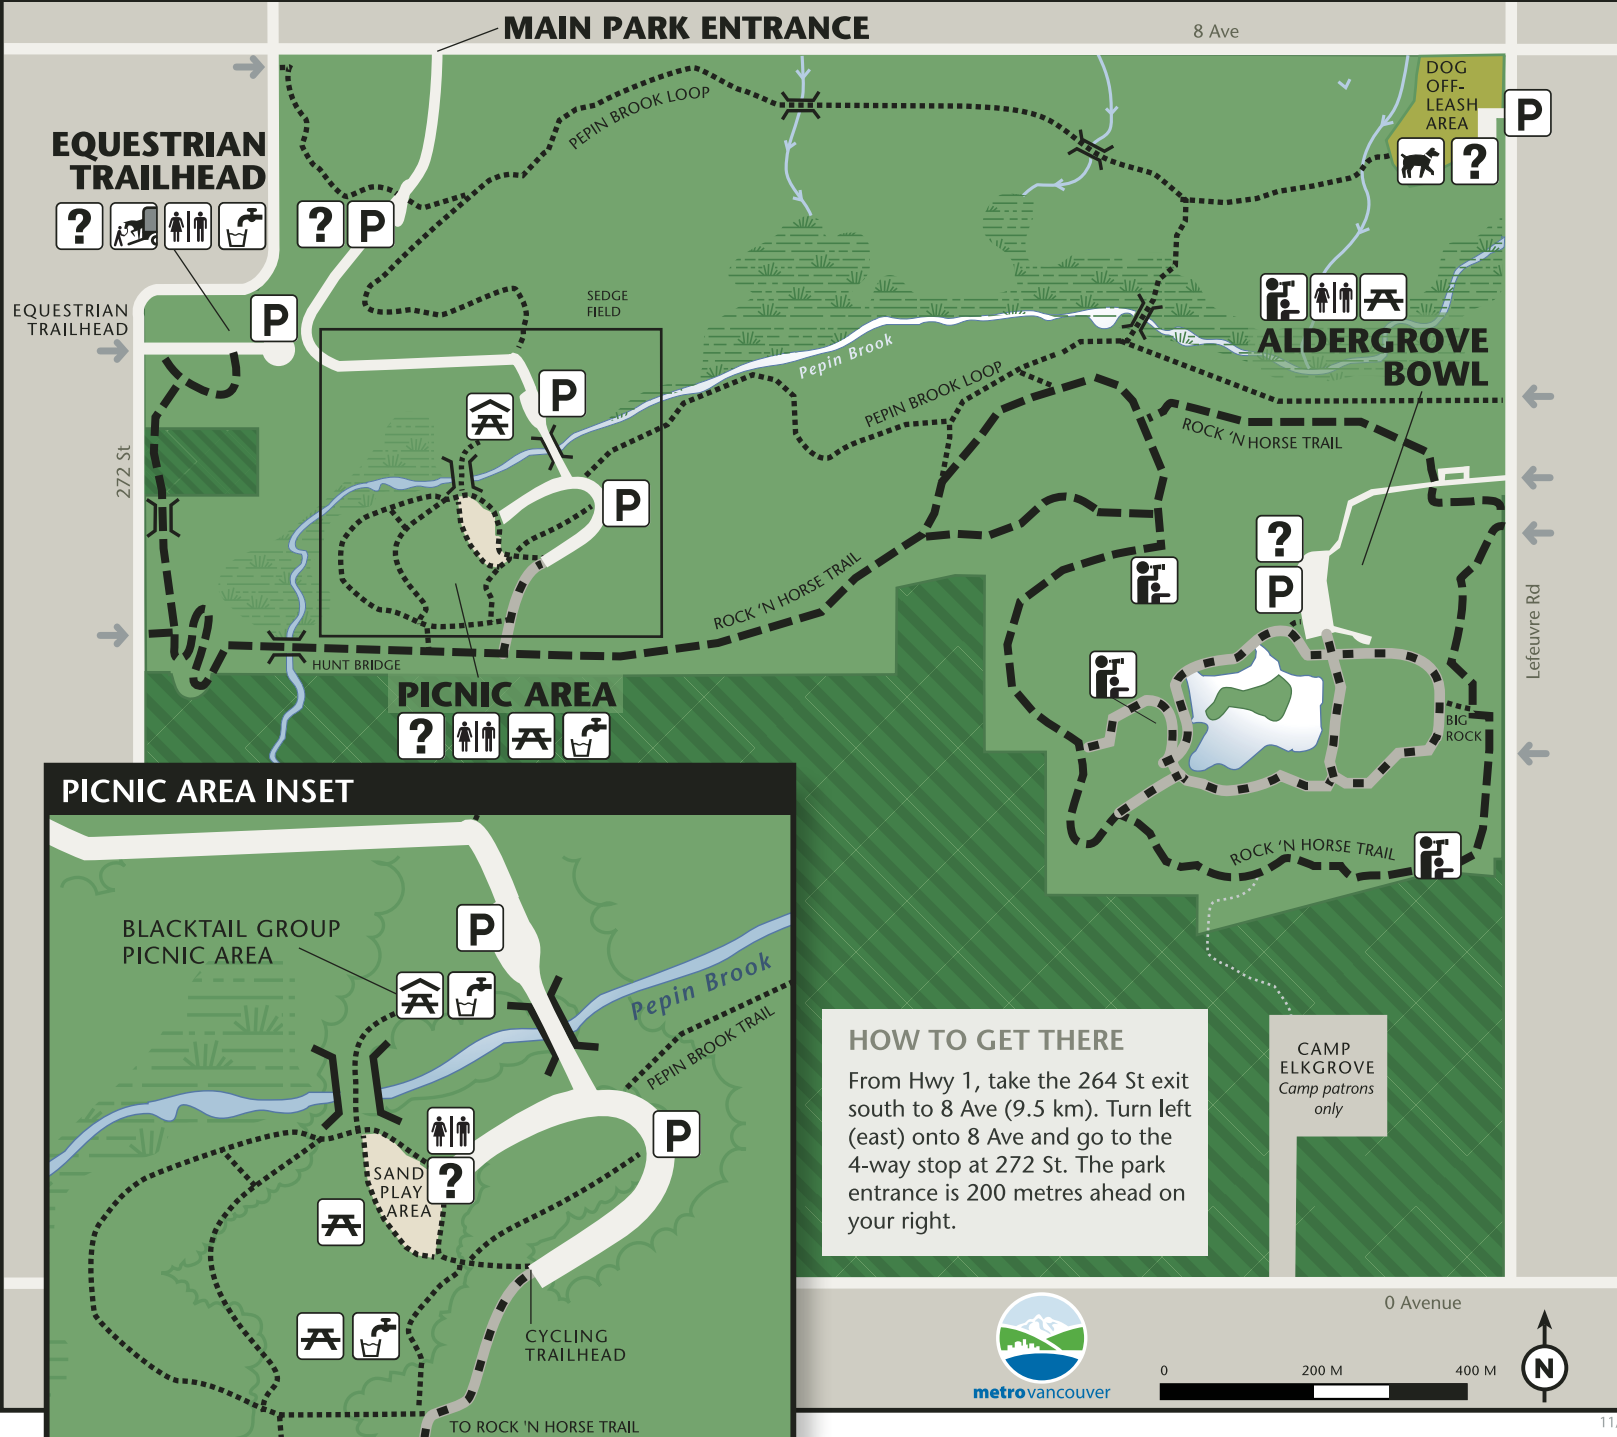 MAIN PARK ENTRANCE
8 Ave
DOG
OFF-
LEASH
AREA
P
?
PEPIN BROOK LOOP
EQUESTRIAN
TRAILHEAD
?
? P
EQUESTRIAN
TRAILHEAD
P
SEDGE
FIELD
Pepin Brook
ALDERGROVE
BOWL
P
PEPIN BROOK LOOP
ROCK 'N HORSE TRAIL
272 St
P
?
P
ROCK 'N HORSE TRAIL
Lefeuvre Rd
HUNT BRIDGE
PICNIC AREA
?
BIG
ROCK
ROCK 'N HORSE TRAIL
PICNIC AREA INSET
BLACKTAIL GROUP
PICNIC AREA
P
Pepin Brook
PEPIN BROOK TRAIL
P
SAND
PLAY
AREA
?
CYCLING
TRAILHEAD
TO ROCK 'N HORSE TRAIL
HOW TO GET THERE
From Hwy 1, take the 264 St exit
south to 8 Ave (9.5 km). Turn left
(east) onto 8 Ave and go to the
4-way stop at 272 St. The park
entrance is 200 metres ahead on
your right.
CAMP
ELKGROVE
Camp patrons
only
0 Avenue
metrovancouver
0 200 M 400 M
N